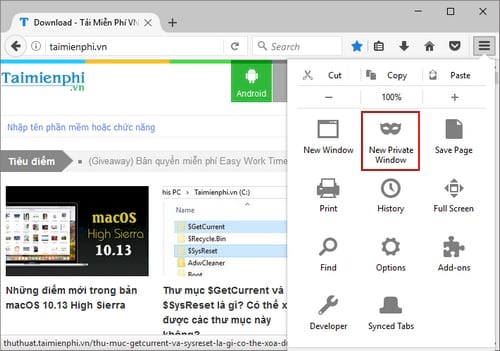 Download - Tải Miễn Phí VN
taimienphi.vn
Search
Taimienphi
.vn
Android
Nhập tên phần mềm hoặc chức năng
Tiêu điểm
(Giveaway) Bản quyền miễn phí Easy Work Time
macOS
High Sierra
10.13
his PC > Taimienphi.vn (C:)
$GetCurrent
$Recycle.Bin
$SysReset
AdwCleaner
Boot
Những điểm mới trong bản
macOS 10.13 High Sierra
Thư mục $GetCurrent và
$SysReset là gì? Có thể x
được các thư mục này
không?
thuthuat.taimienphi.vn/thu-muc-getcurrent-va-sysreset-la-gi-co-the-xoa-d
Cut
Copy
Paste
− 100% +
New Window
New Private
Window
Save Page
Print
History
Full Screen
Find
Options
Add-ons
Developer
Synced Tabs